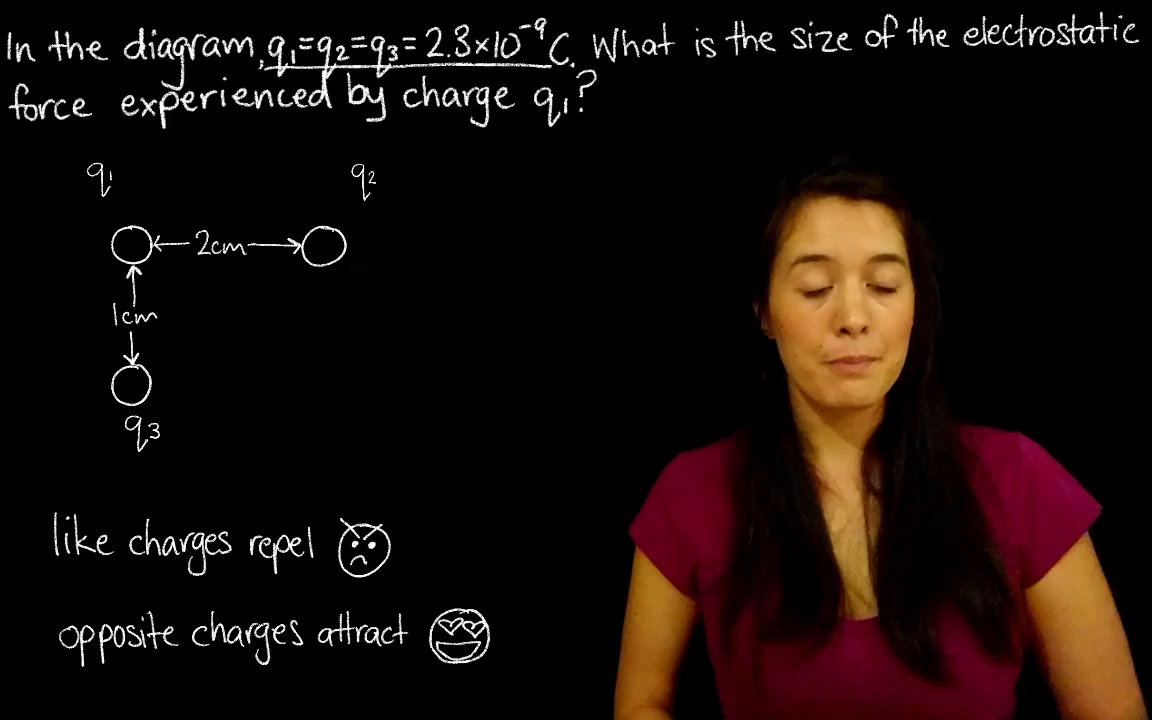 In the diagram, q₁=q₂=q₃=2.3×10⁻⁹C. What is the size of the electrostatic
force experienced by charge q₁?
q₁ q₂
2cm
1cm
q₃
like charges repel
opposite charges attract